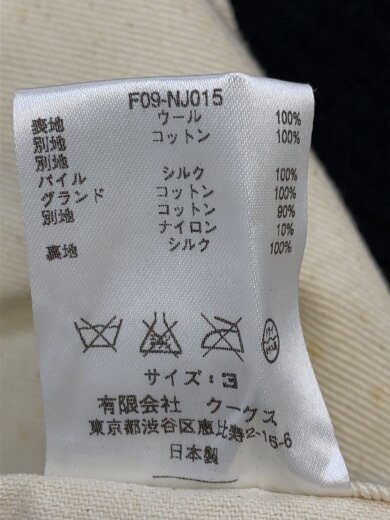 F09-NJ015
表地 ウール 100%
別地 コットン 100%
別地
パイル シルク 100%
グランド コットン 100%
別地 コットン 90%
ナイロン 10%
裏地 シルク 100%
サイズ:3
有限会社 クークス
東京都渋谷区恵比寿2-16-6
日本製